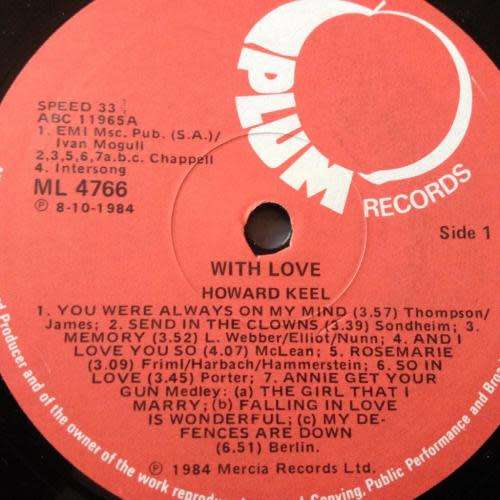 PLUM
RECORDS
SPEED 33⅓
ABC 11965A
1. EMI Msc. Pub. (S.A.)/
Ivan Mogull
2,3,5,6,7a.b.c. Chappell
4. Intersong
ML 4766
Ⓟ 8-10-1984
Side 1
WITH LOVE
HOWARD KEEL
1. YOU WERE ALWAYS ON MY MIND (3.57) Thompson/
James; 2. SEND IN THE CLOWNS (3.39) Sondheim; 3.
MEMORY (3.52) L. Webber/Elliot/Nunn; 4. AND I
LOVE YOU SO (4.07) McLean; 5. ROSEMARIE
(3.09) Friml/Harbach/Hammerstein; 6. SO IN
LOVE (3.45) Porter; 7. ANNIE GET YOUR
GUN Medley: (a) THE GIRL THAT I
MARRY; (b) FALLING IN LOVE
IS WONDERFUL; (c) MY DE-
FENCES ARE DOWN
(6.51) Berlin.
Ⓟ 1984 Mercia Records Ltd.
Producer and of the owner of the work reproduced
Copying, Public Performance and